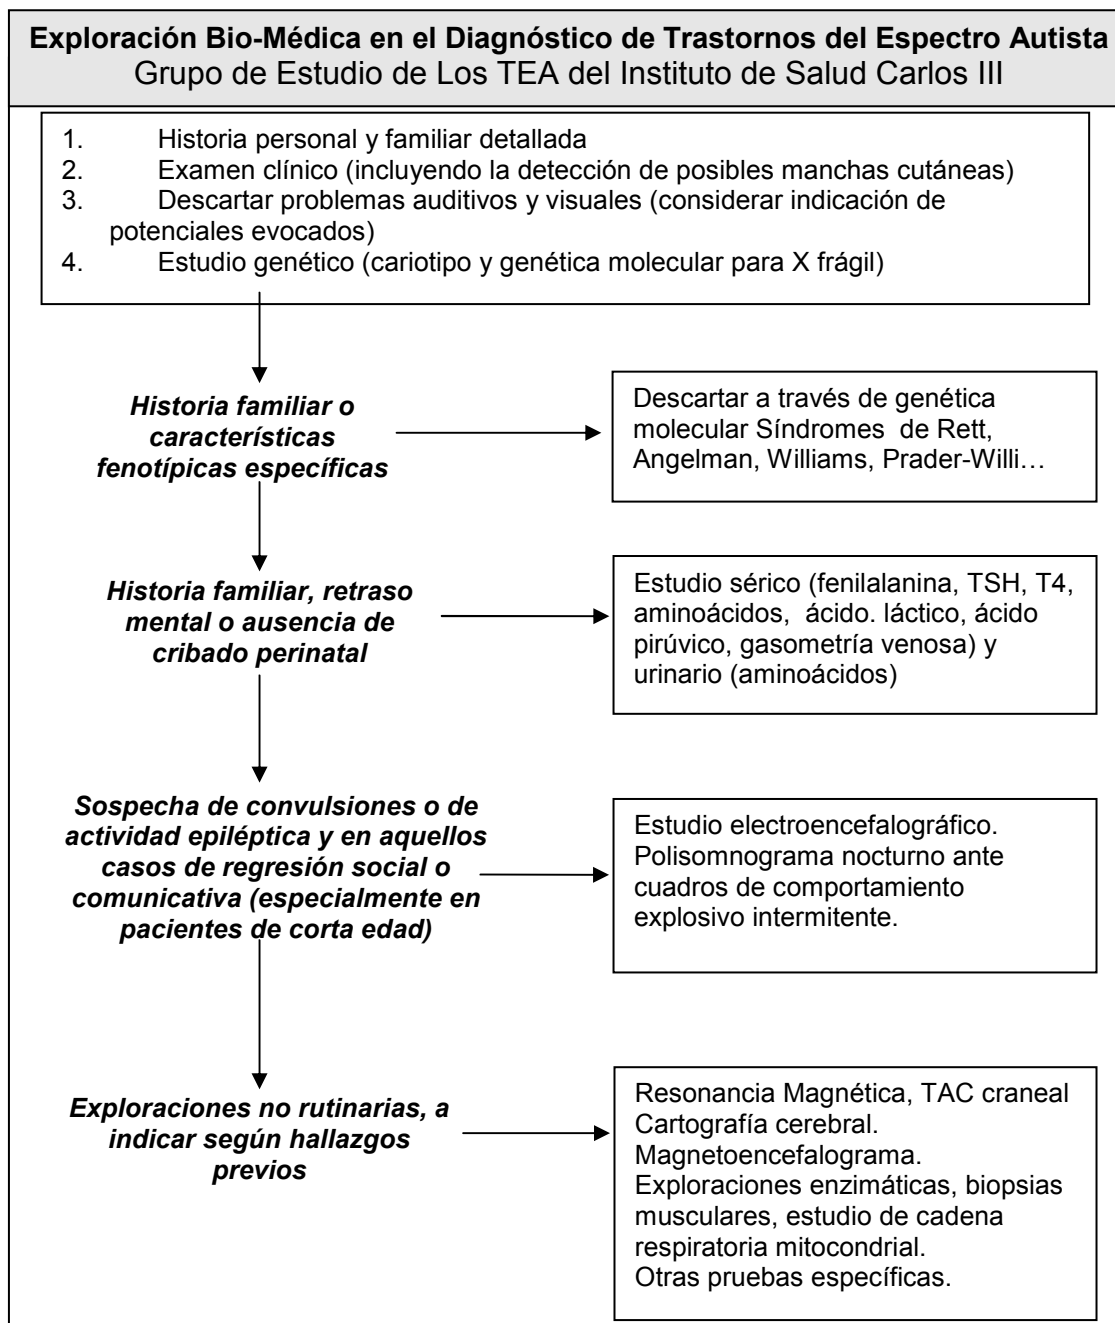 Exploración Bio-Médica en el Diagnóstico de Trastornos del Espectro Autista
Grupo de Estudio de Los TEA del Instituto de Salud Carlos III
1. Historia personal y familiar detallada
2. Examen clínico (incluyendo la detección de posibles manchas cutáneas)
3. Descartar problemas auditivos y visuales (considerar indicación de
potenciales evocados)
4. Estudio genético (cariotipo y genética molecular para X frágil)
Historia familiar o
características
fenotípicas específicas
Descartar a través de genética
molecular Síndromes de Rett,
Angelman, Williams, Prader-Willi…
Historia familiar, retraso
mental o ausencia de
cribado perinatal
Estudio sérico (fenilalanina, TSH, T4,
aminoácidos, ácido. láctico, ácido
pirúvico, gasometría venosa) y
urinario (aminoácidos)
Sospecha de convulsiones o de
actividad epiléptica y en aquellos
casos de regresión social o
comunicativa (especialmente en
pacientes de corta edad)
Estudio electroencefalográfico.
Polisomnograma nocturno ante
cuadros de comportamiento
explosivo intermitente.
Exploraciones no rutinarias, a
indicar según hallazgos
previos
Resonancia Magnética, TAC craneal
Cartografía cerebral.
Magnetoencefalograma.
Exploraciones enzimáticas, biopsias
musculares, estudio de cadena
respiratoria mitocondrial.
Otras pruebas específicas.